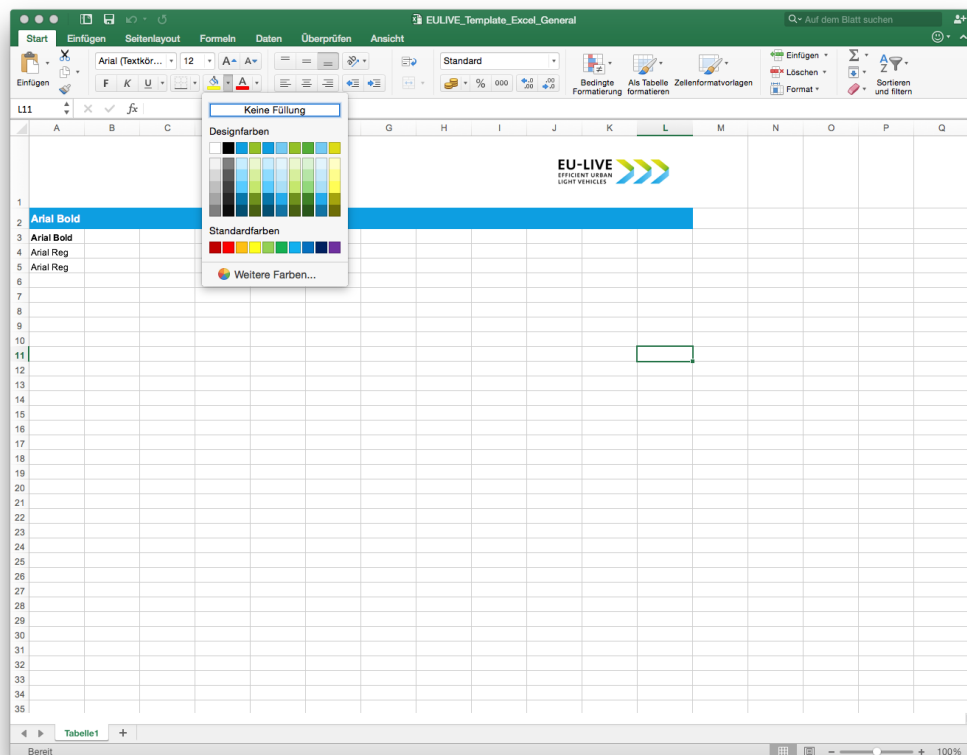 EULIVE_Template_Excel_General
Auf dem Blatt suchen
Start Einfügen Seitenlayout Formeln Daten Überprüfen Ansicht
Einfügen
Arial (Textkör... 12 A A
F K U A
Standard
% 000
Bedingte Formatierung
Als Tabelle formatieren
Zellenformatvorlagen
Einfügen
Löschen
Format
Sortieren und filtern
L11 fx
Keine Füllung
Designfarben
Standardfarben
Weitere Farben...
A B C G H I J K L M N O P Q
EU-LIVE
EFFICIENT URBAN
LIGHT VEHICLES
1
2 Arial Bold
3 Arial Bold
4 Arial Reg
5 Arial Reg
6
7
8
9
10
11
12
13
14
15
16
17
18
19
20
21
22
23
24
25
26
27
28
29
30
31
32
33
34
35
Tabelle1 +
Bereit
100%